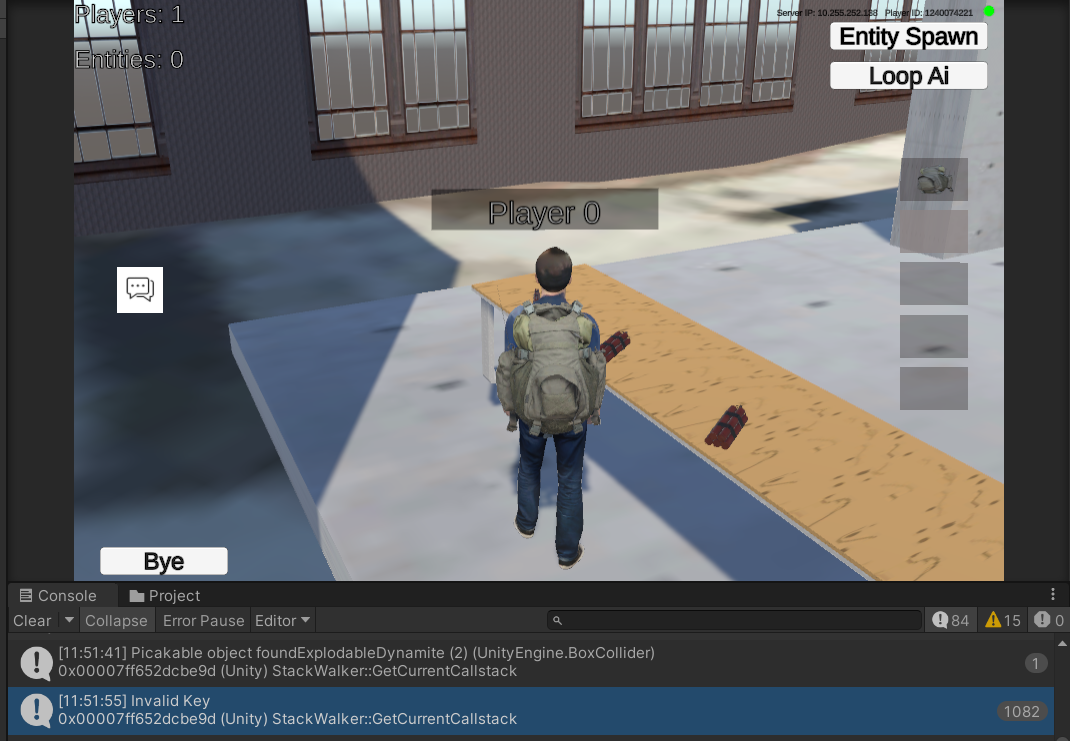 Players: 1
Server IP: 10.255.252.138 Player ID: 1240074221
Entity Spawn
Entities: 0
Loop Ai
Player 0
Bye
Console
Project
Clear
Collapse
Error Pause
Editor
84
15
0
[11:51:41] Picakable object foundExplodableDynamite (2) (UnityEngine.BoxCollider)
0x00007ff652dcbe9d (Unity) StackWalker::GetCurrentCallstack
1
[11:51:55] Invalid Key
0x00007ff652dcbe9d (Unity) StackWalker::GetCurrentCallstack
1082